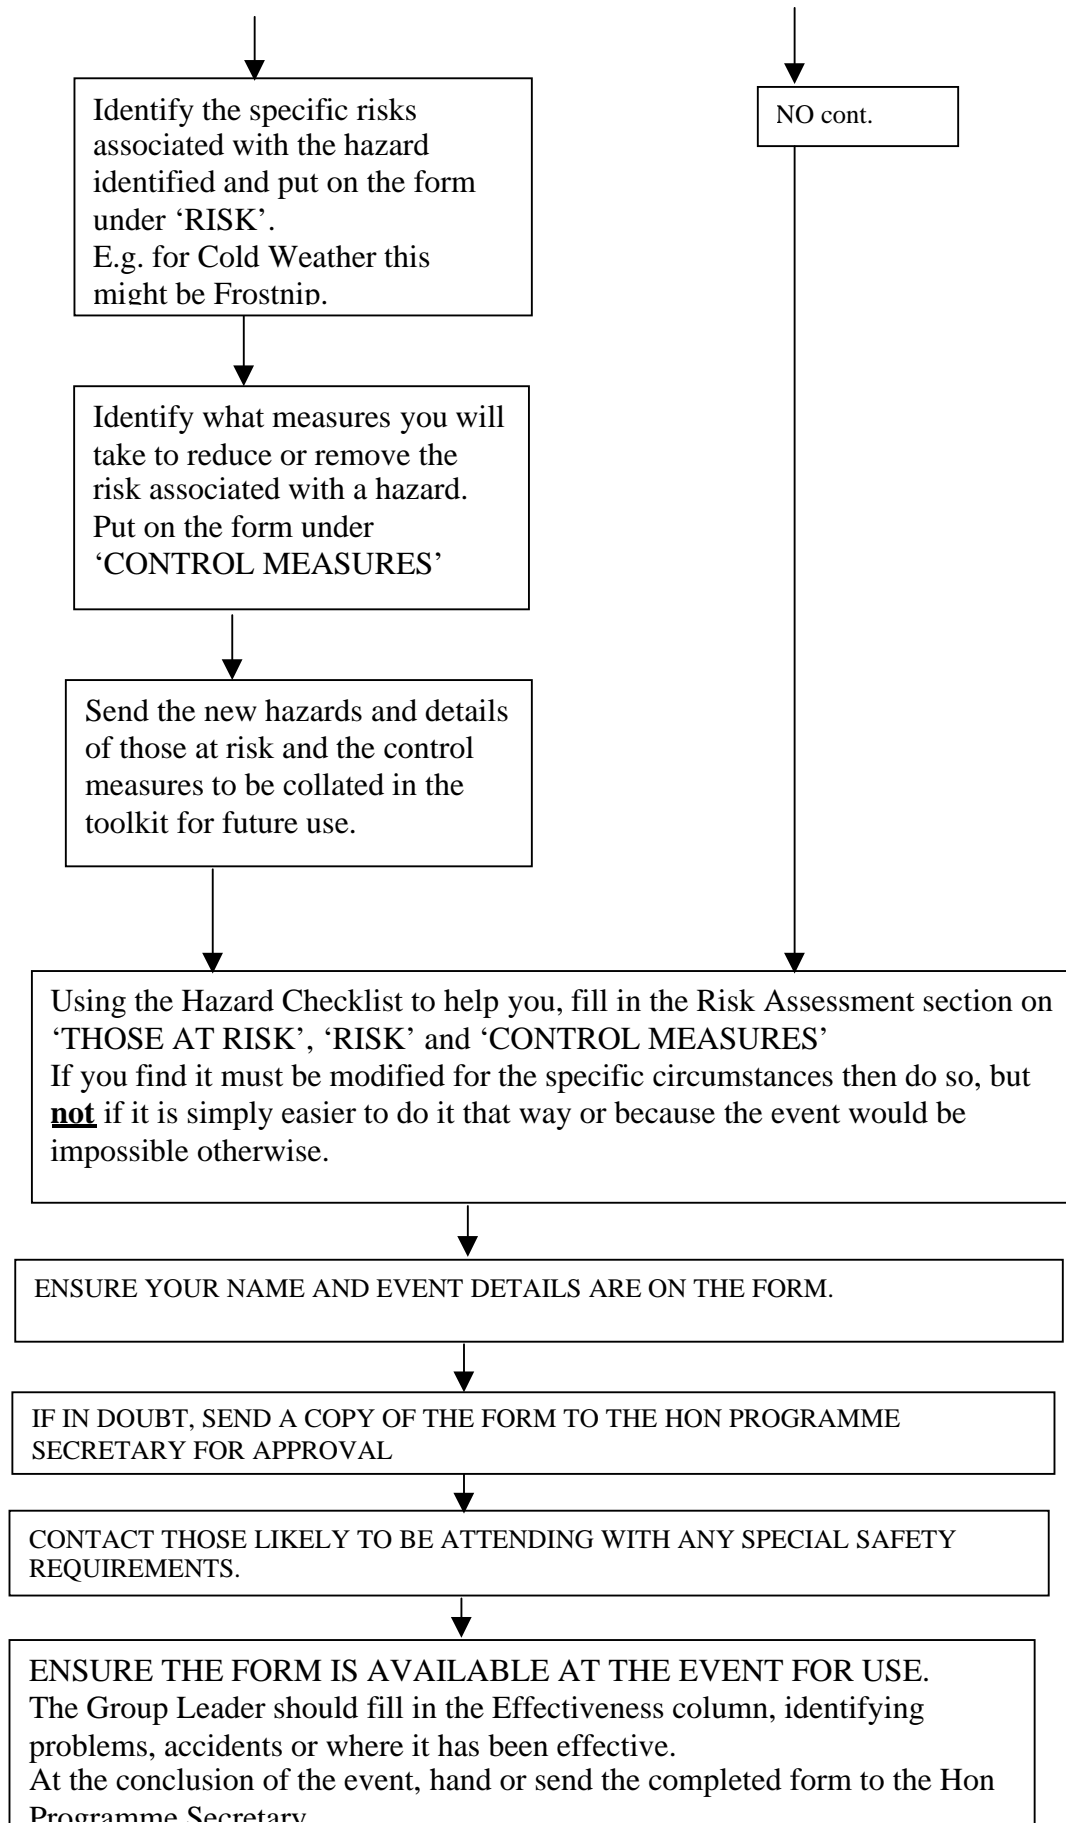 Identify the specific risks
associated with the hazard
identified and put on the form
under ‘RISK’.
E.g. for Cold Weather this
might be Frostnip.
NO cont.
Identify what measures you will
take to reduce or remove the
risk associated with a hazard.
Put on the form under
‘CONTROL MEASURES’
Send the new hazards and details
of those at risk and the control
measures to be collated in the
toolkit for future use.
Using the Hazard Checklist to help you, fill in the Risk Assessment section on
‘THOSE AT RISK’, ‘RISK’ and ‘CONTROL MEASURES’
If you find it must be modified for the specific circumstances then do so, but
not if it is simply easier to do it that way or because the event would be
impossible otherwise.
ENSURE YOUR NAME AND EVENT DETAILS ARE ON THE FORM.
IF IN DOUBT, SEND A COPY OF THE FORM TO THE HON PROGRAMME
SECRETARY FOR APPROVAL
CONTACT THOSE LIKELY TO BE ATTENDING WITH ANY SPECIAL SAFETY
REQUIREMENTS.
ENSURE THE FORM IS AVAILABLE AT THE EVENT FOR USE.
The Group Leader should fill in the Effectiveness column, identifying
problems, accidents or where it has been effective.
At the conclusion of the event, hand or send the completed form to the Hon
Programme Secretary